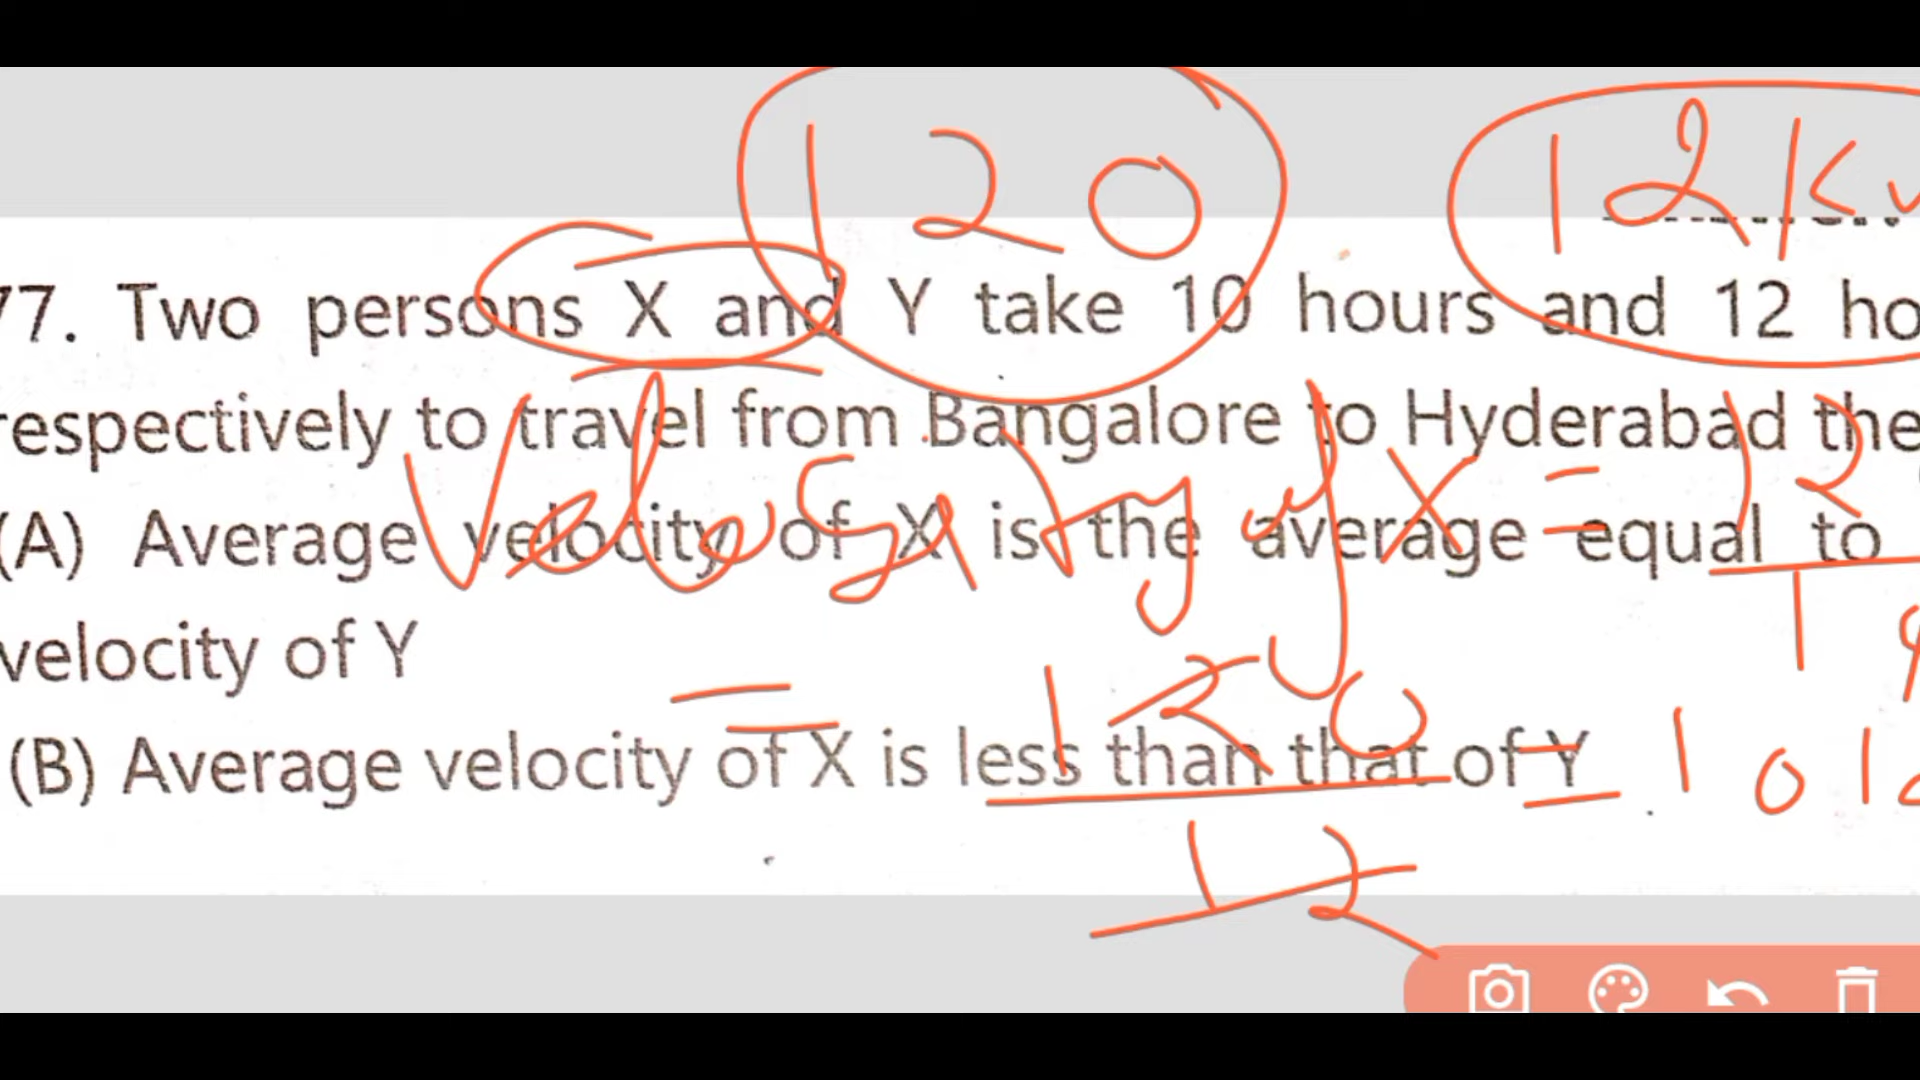 120 12K
77. Two persons X and Y take 10 hours and 12 ho
respectively to travel from Bangalore to Hyderabad the
Velocity of X = 12
(A) Average velocity of X is the average equal to
velocity of Y
= 120
(B) Average velocity of X is less than that of Y
12